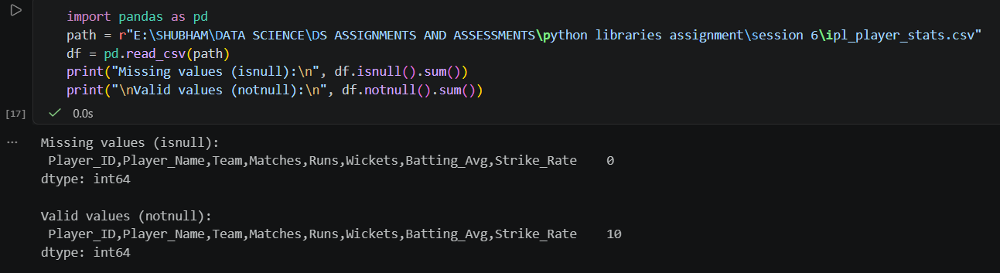 import pandas as pd
path = r"E:\SHUBHAM\DATA SCIENCE\DS ASSIGNMENTS AND ASSESSMENTS\python libraries assignment\session 6\ipl_player_stats.csv"
df = pd.read_csv(path)
print("Missing values (isnull):\n", df.isnull().sum())
print("\nValid values (notnull):\n", df.notnull().sum())
[17] ✓ 0.0s
... Missing values (isnull):
Player_ID,Player_Name,Team,Matches,Runs,Wickets,Batting_Avg,Strike_Rate    0
dtype: int64
Valid values (notnull):
Player_ID,Player_Name,Team,Matches,Runs,Wickets,Batting_Avg,Strike_Rate    10
dtype: int64